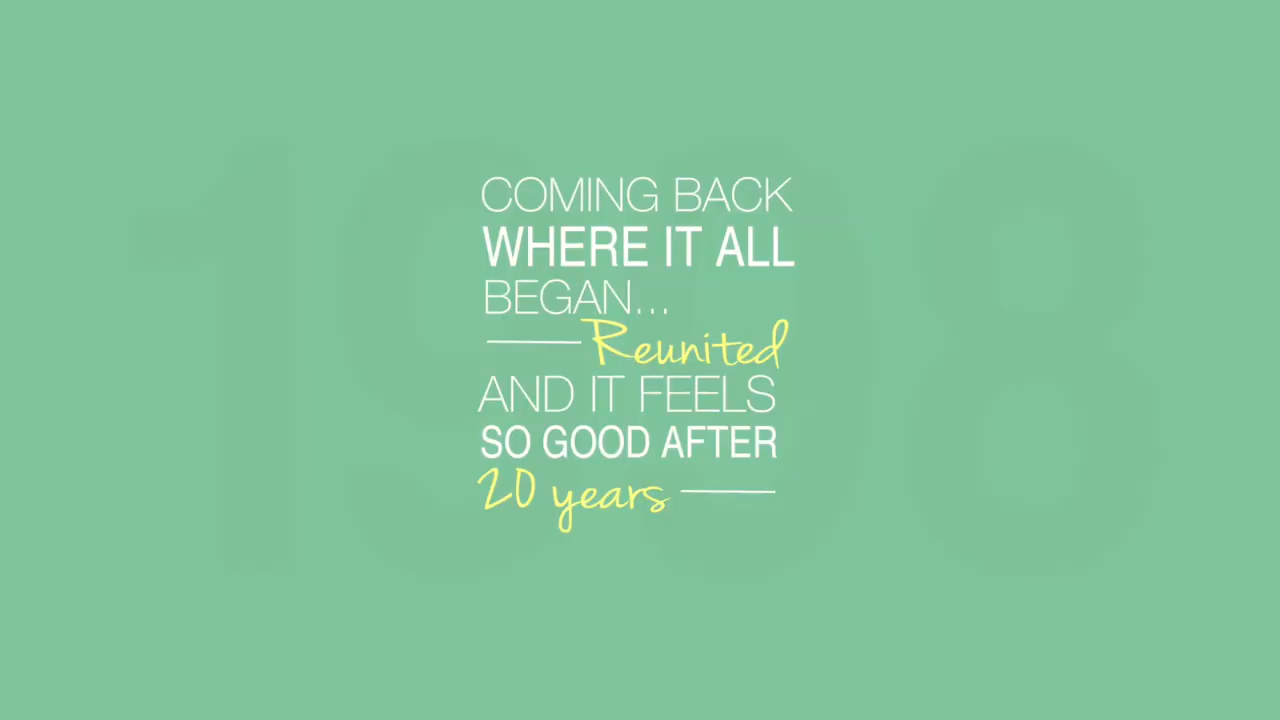 COMING BACK
WHERE IT ALL
BEGAN...
Reunited
AND IT FEELS
SO GOOD AFTER
20 years